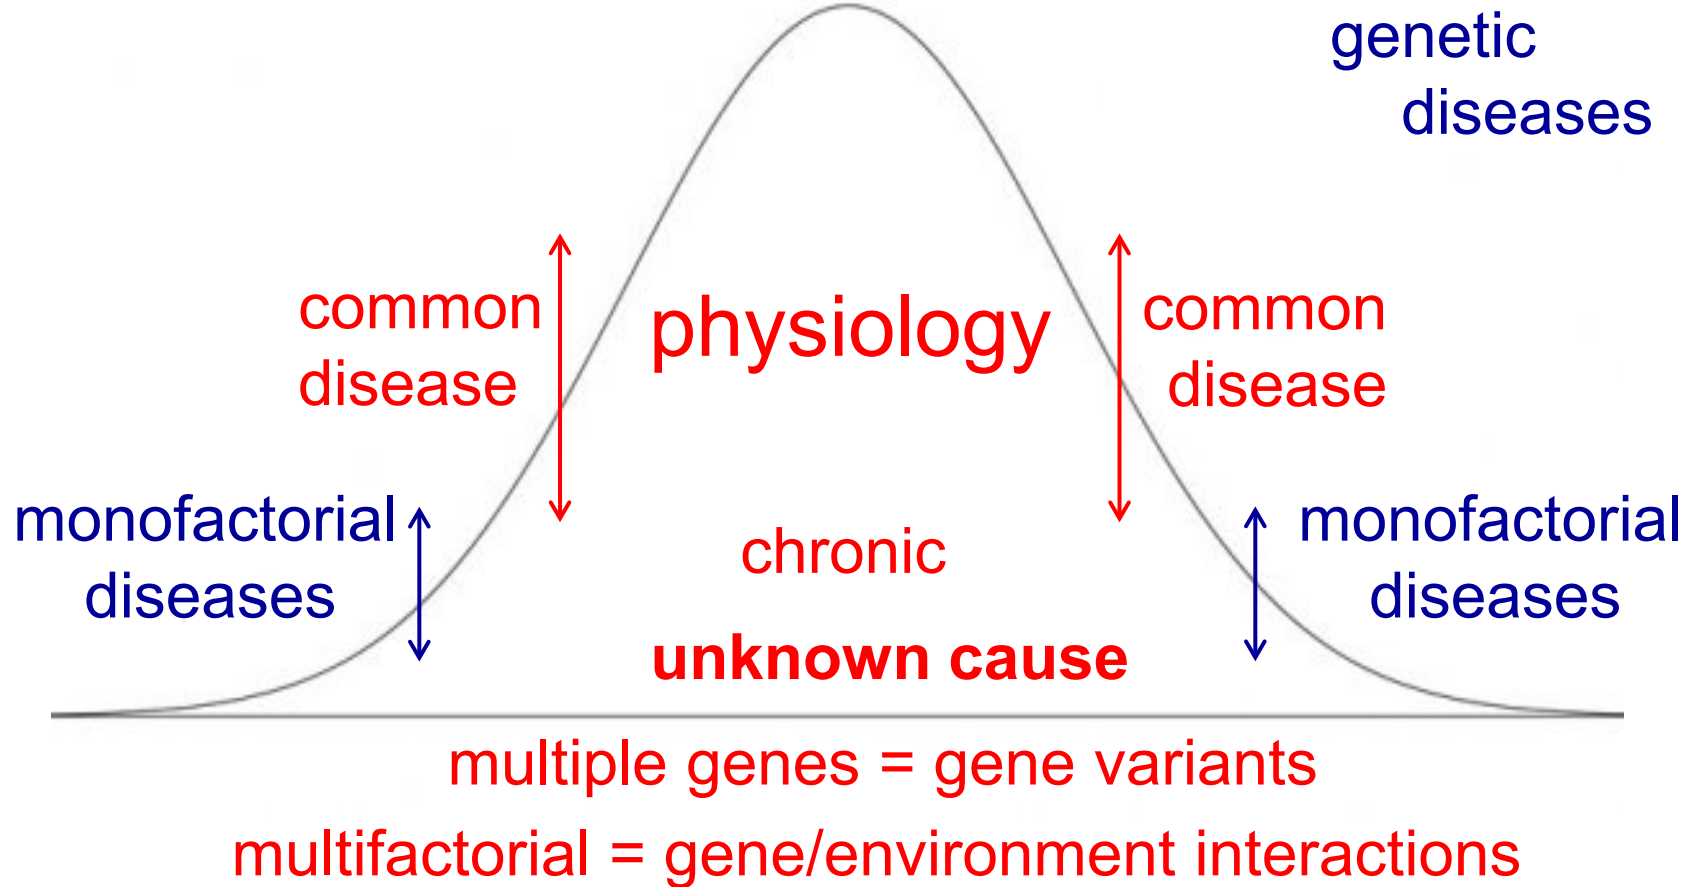 genetic
diseases
common
disease
physiology
common
disease
monofactorial
diseases
chronic
unknown cause
monofactorial
diseases
multiple genes = gene variants
multifactorial = gene/environment interactions